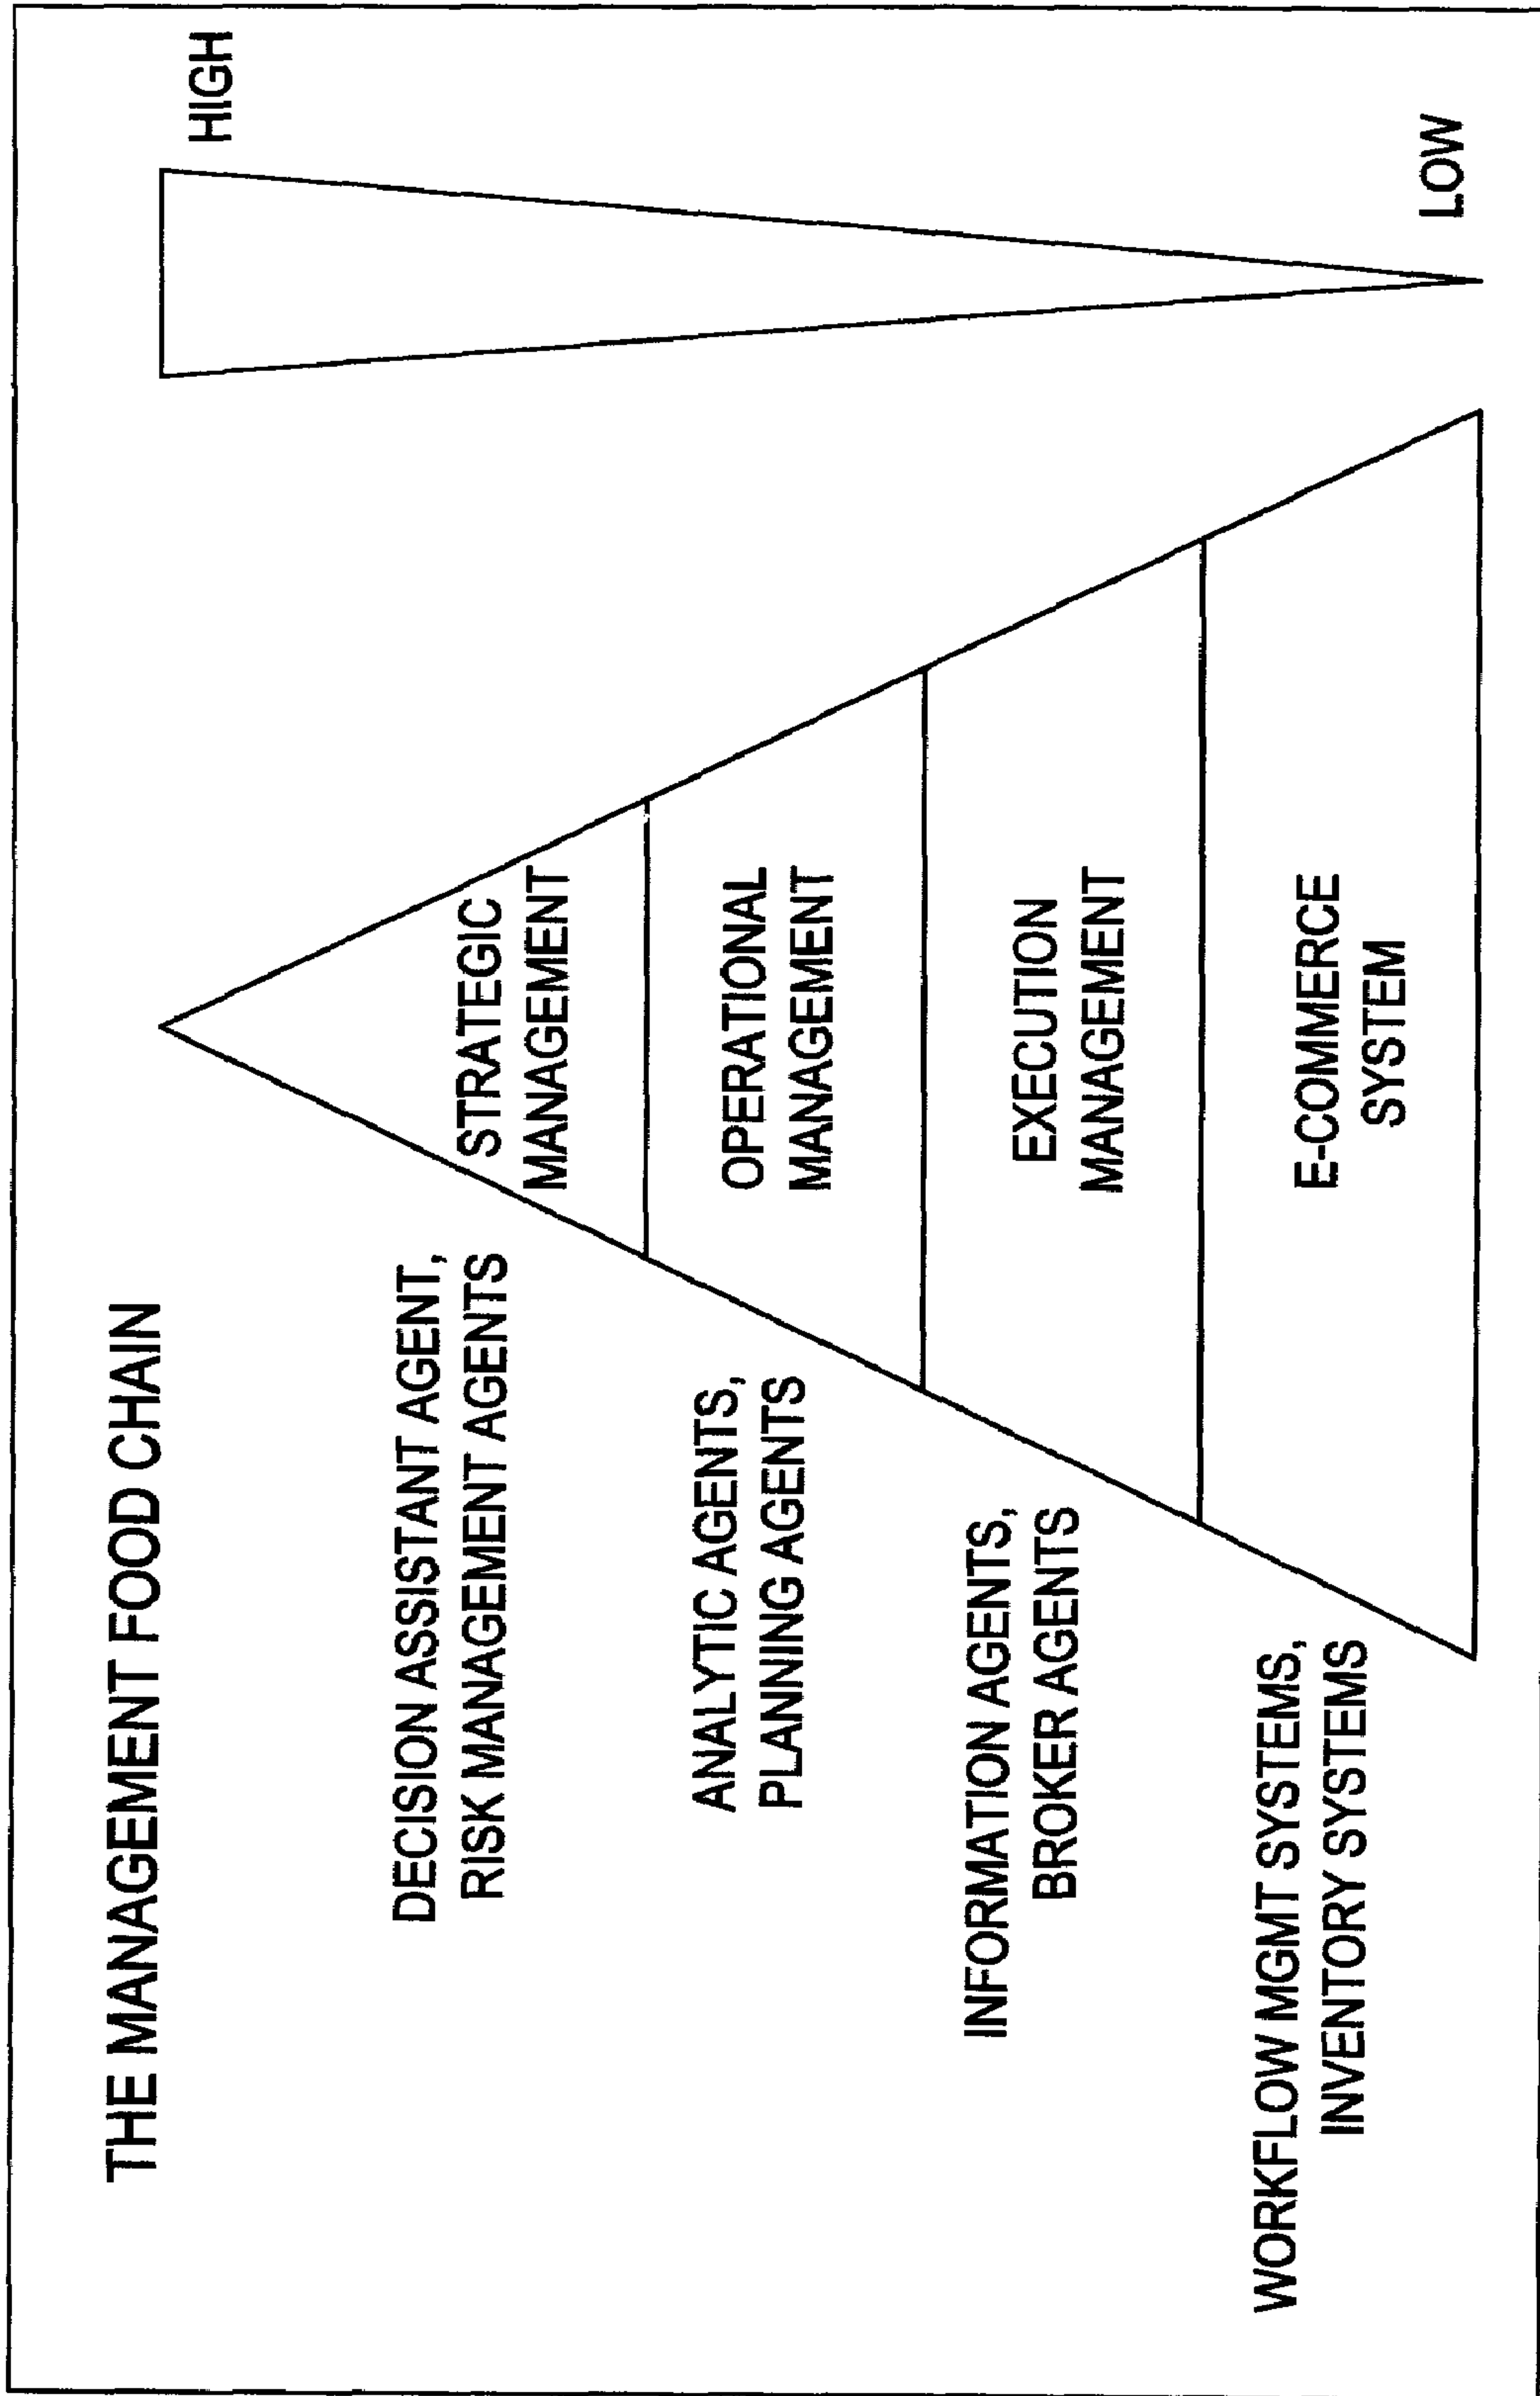 THE MANAGEMENT FOOD CHAIN
HIGH
DECISION ASSISTANT AGENT,
RISK MANAGEMENT AGENTS
STRATEGIC
MANAGEMENT
ANALYTIC AGENTS,
PLANNING AGENTS
OPERATIONAL
MANAGEMENT
INFORMATION AGENTS,
BROKER AGENTS
EXECUTION
MANAGEMENT
WORKFLOW MGMT SYSTEMS,
INVENTORY SYSTEMS
E-COMMERCE
SYSTEM
LOW